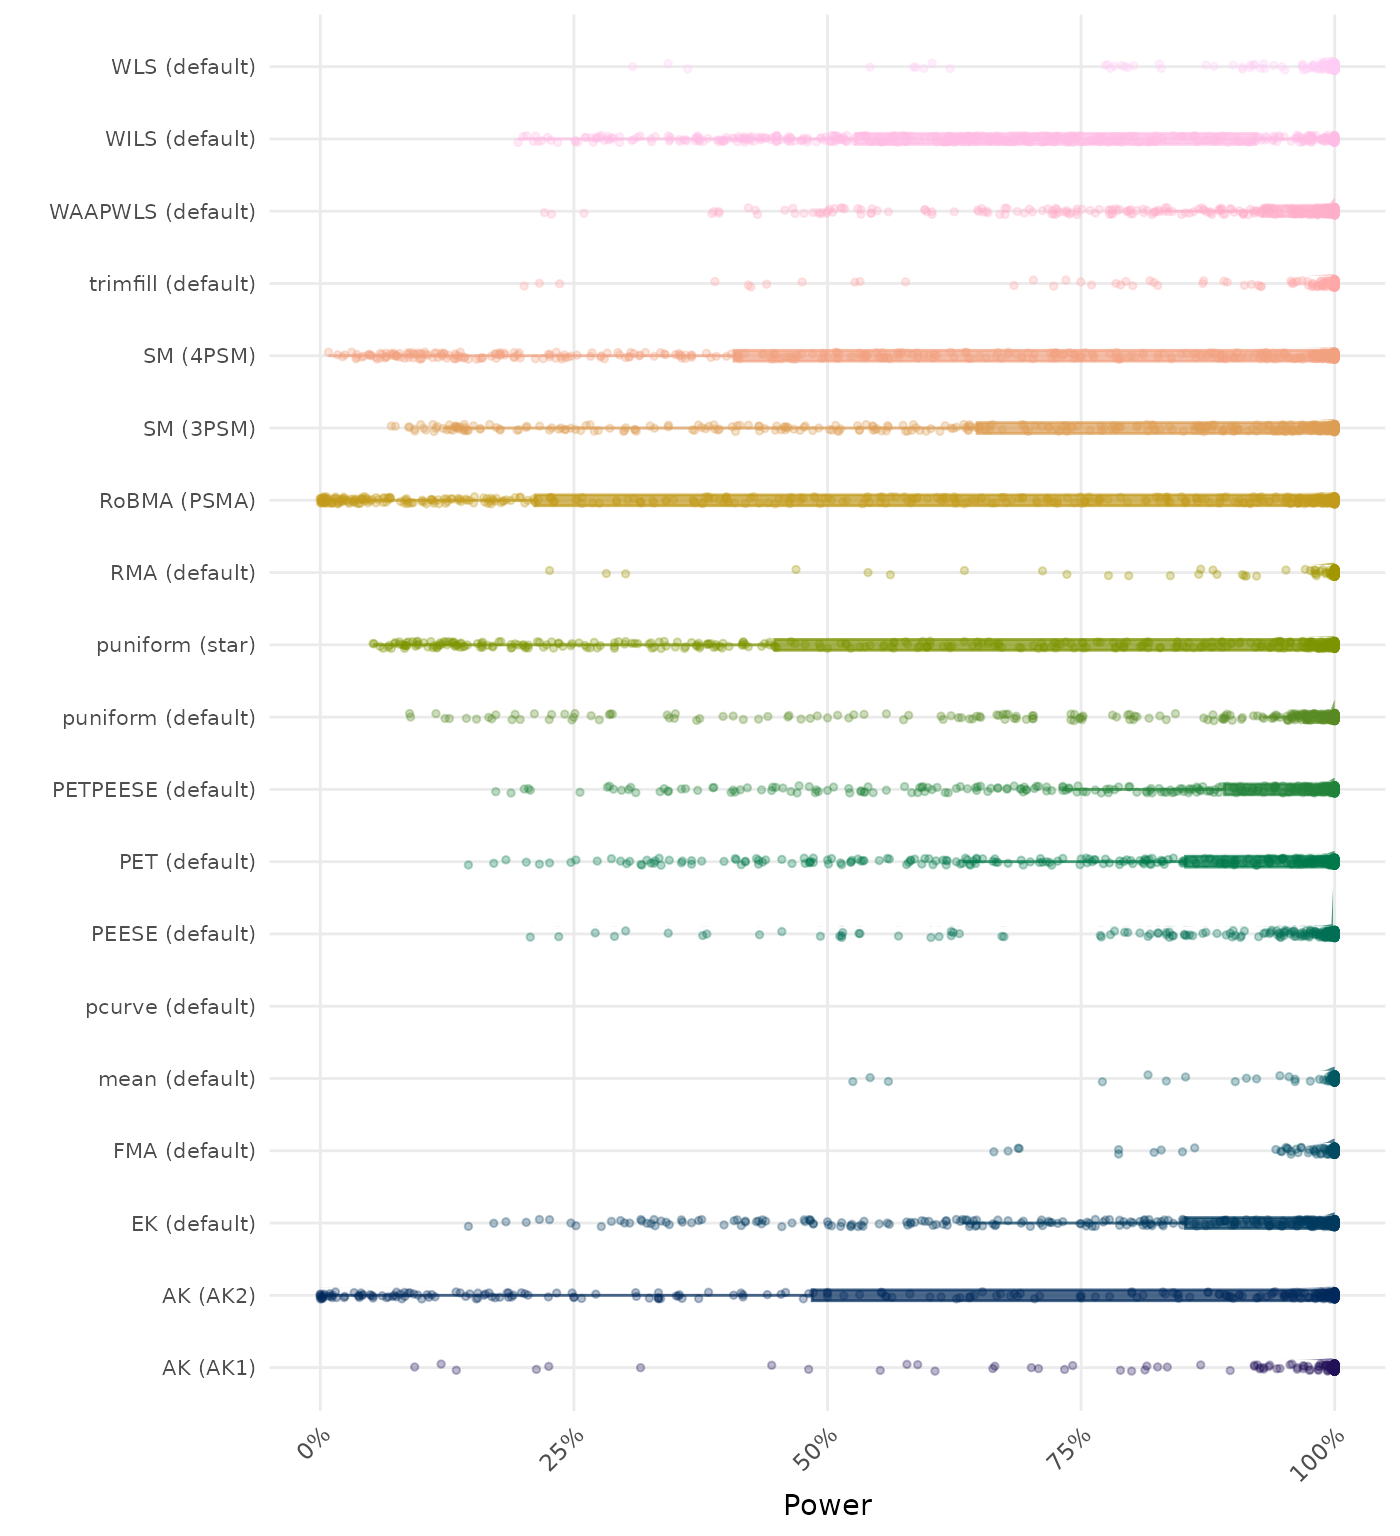 WLS (default)
WILS (default)
WAAPWLS (default)
trimfill (default)
SM (4PSM)
SM (3PSM)
RoBMA (PSMA)
RMA (default)
puniform (star)
puniform (default)
PETPEESE (default)
PET (default)
PEESE (default)
pcurve (default)
mean (default)
FMA (default)
EK (default)
AK (AK2)
AK (AK1)
0%
25%
50%
75%
100%
Power